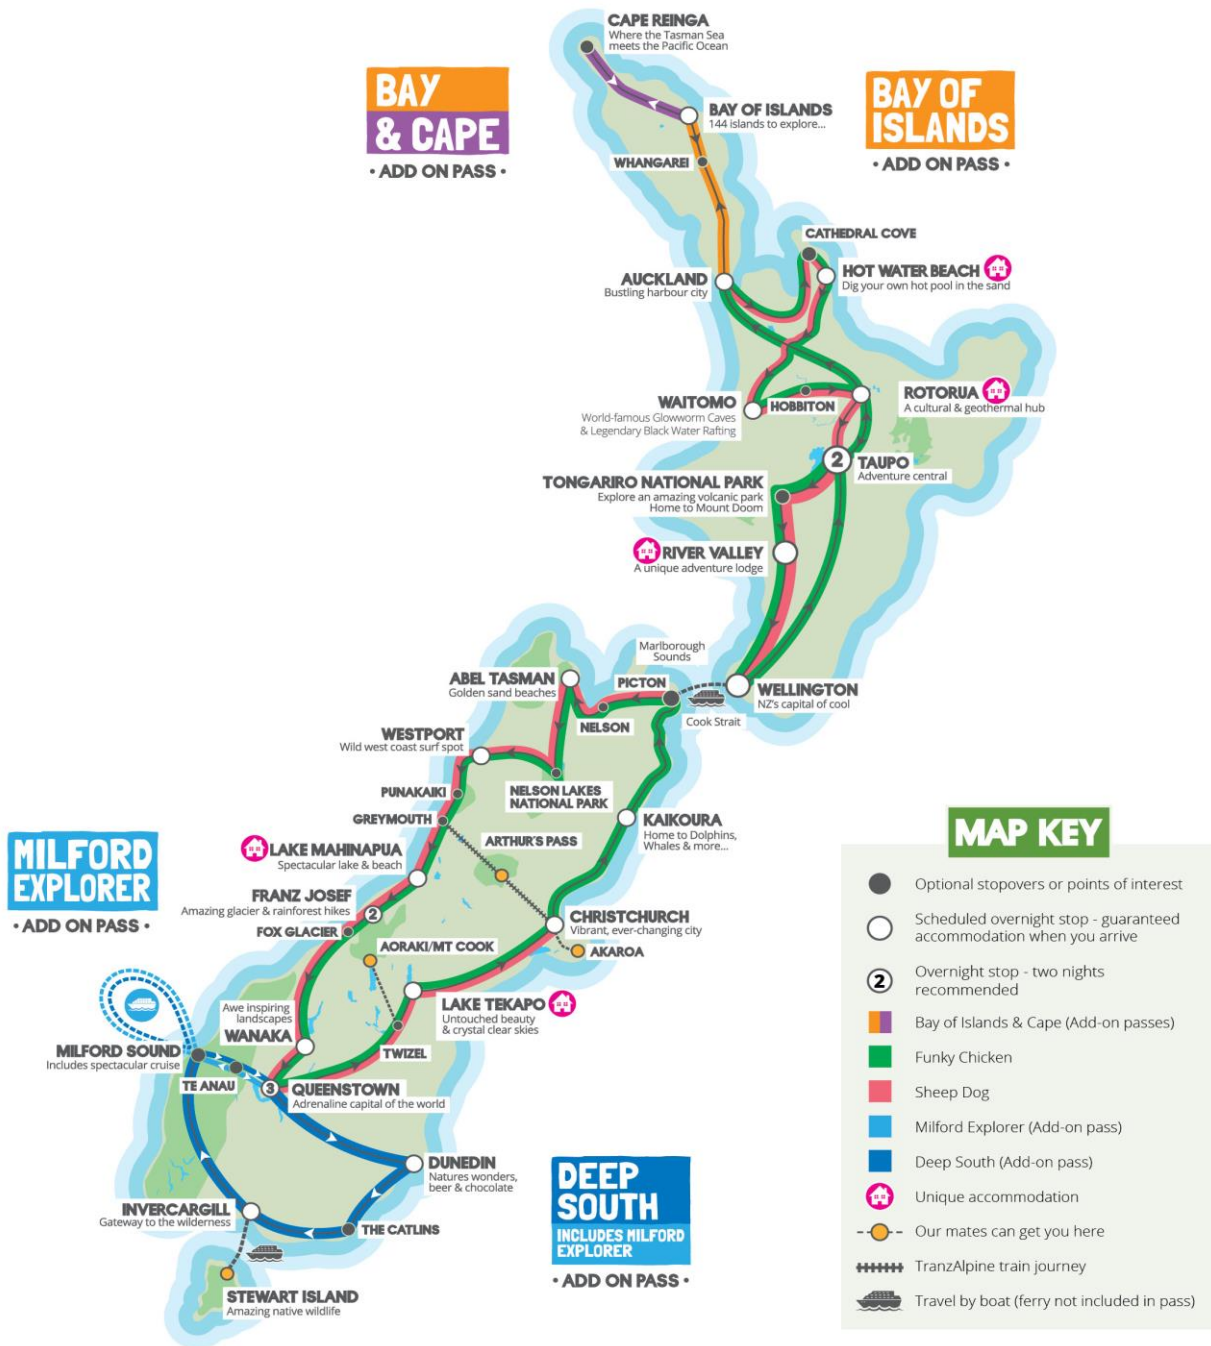 CAPE REINGA
Where the Tasman Sea
meets the Pacific Ocean
BAY
& CAPE
• ADD ON PASS •
BAY OF
ISLANDS
• ADD ON PASS •
BAY OF ISLANDS
144 islands to explore...
WHANGAREI
CATHEDRAL COVE
HOT WATER BEACH
Dig your own hot pool in the sand
AUCKLAND
Bustling harbour city
WAITOMO
World-famous Glowworm Caves
& Legendary Black Water Rafting
HOBBITON
ROTORUA
A cultural & geothermal hub
2
TAUPO
Adventure central
TONGARIRO NATIONAL PARK
Explore an amazing volcanic park
Home to Mount Doom
RIVER VALLEY
A unique adventure lodge
Marlborough
Sounds
ABEL TASMAN
Golden sand beaches
PICTON
WELLINGTON
NZ's capital of cool
NELSON
Cook Strait
WESTPORT
Wild west coast surf spot
NELSON LAKES
NATIONAL PARK
PUNAKAIKI
GREYMOUTH
KAIKOURA
Home to Dolphins,
Whales & more...
ARTHUR'S PASS
LAKE MAHINAPUA
Spectacular lake & beach
MILFORD
EXPLORER
• ADD ON PASS •
FRANZ JOSEF
Amazing glacier & rainforest hikes
2
FOX GLACIER
CHRISTCHURCH
Vibrant, ever-changing city
AORAKI/MT COOK
AKAROA
LAKE TEKAPO
Untouched beauty
& crystal clear skies
Awe inspiring
landscapes
WANAKA
TWIZEL
MILFORD SOUND
Includes spectacular cruise
TE ANAU
3
QUEENSTOWN
Adrenaline capital of the world
DUNEDIN
Natures wonders,
beer & chocolate
DEEP
SOUTH
INCLUDES MILFORD
EXPLORER
• ADD ON PASS •
INVERCARGILL
Gateway to the wilderness
THE CATLINS
STEWART ISLAND
Amazing native wildlife
MAP KEY
Optional stopovers or points of interest
Scheduled overnight stop - guaranteed
accommodation when you arrive
2
Overnight stop - two nights
recommended
Bay of Islands & Cape (Add-on passes)
Funky Chicken
Sheep Dog
Milford Explorer (Add-on pass)
Deep South (Add-on pass)
Unique accommodation
Our mates can get you here
TranzAlpine train journey
Travel by boat (ferry not included in pass)